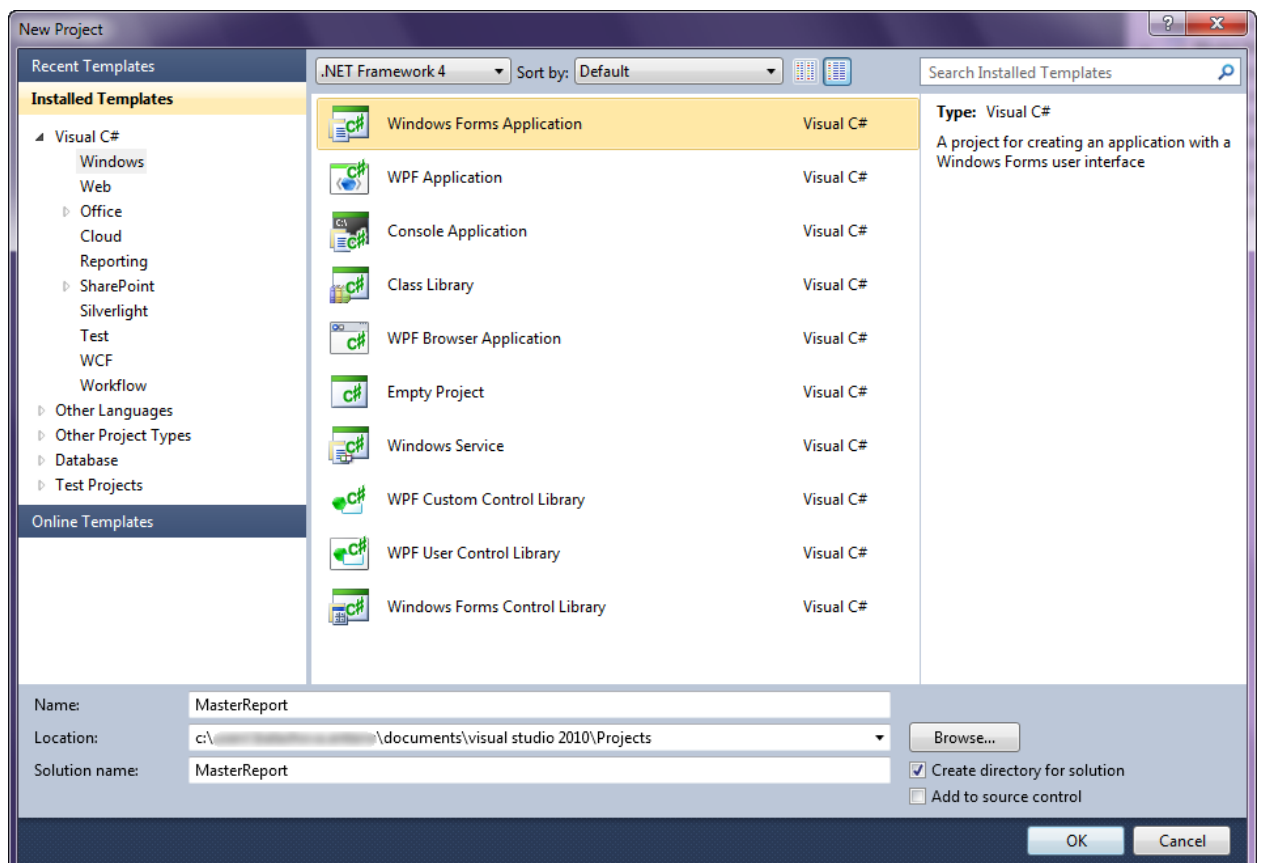 New Project
Recent Templates
Installed Templates
Visual C#
Windows
Web
Office
Cloud
Reporting
SharePoint
Silverlight
Test
WCF
Workflow
Other Languages
Other Project Types
Database
Test Projects
Online Templates
.NET Framework 4 Sort by: Default
Windows Forms Application Visual C#
WPF Application Visual C#
Console Application Visual C#
Class Library Visual C#
WPF Browser Application Visual C#
Empty Project Visual C#
Windows Service Visual C#
WPF Custom Control Library Visual C#
WPF User Control Library Visual C#
Windows Forms Control Library Visual C#
Search Installed Templates
Type: Visual C#
A project for creating an application with a
Windows Forms user interface
Name: MasterReport
Location: c:\ \documents\visual studio 2010\Projects Browse...
Solution name: MasterReport
Create directory for solution
Add to source control
OK Cancel